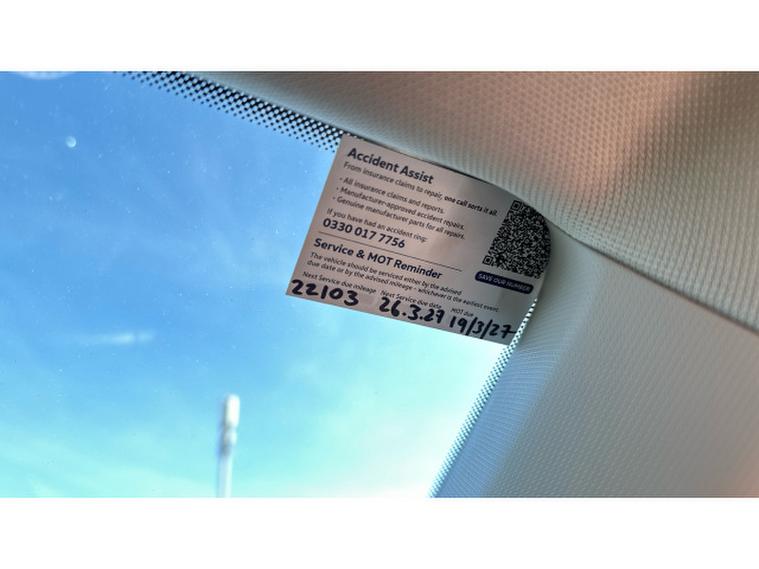 Accident Assist
From insurance claims to repair, one call sorts it all.
- All insurance claims and reports.
- Manufacturer-approved accident repairs.
- Genuine manufacturer parts for all repairs.
If you have had an accident ring:
0330 017 7756
SAVE OUR NUMBER
Service & MOT Reminder
The vehicle should be serviced either by the advised
due date or by the advised mileage - whichever is the earliest event.
Next Service due mileage Next Service due date MOT due
22103 26.3.27 19/3/27